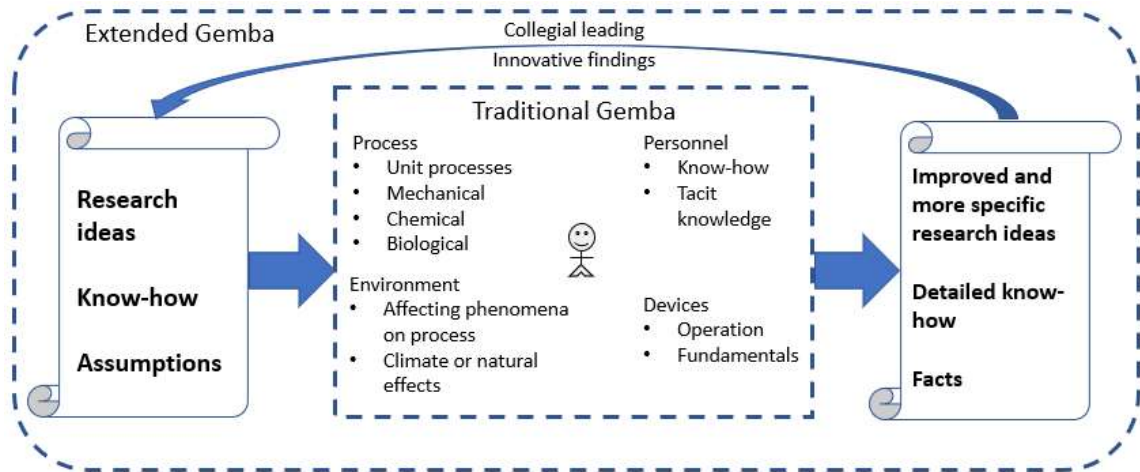 Extended Gemba
Collegial leading
Innovative findings
Research
ideas
Know-how
Assumptions
Traditional Gemba
Process
• Unit processes
• Mechanical
• Chemical
• Biological
Environment
• Affecting phenomena
on process
• Climate or natural
effects
Personnel
• Know-how
• Tacit
knowledge
Devices
• Operation
• Fundamentals
Improved and
more specific
research ideas
Detailed know-
how
Facts